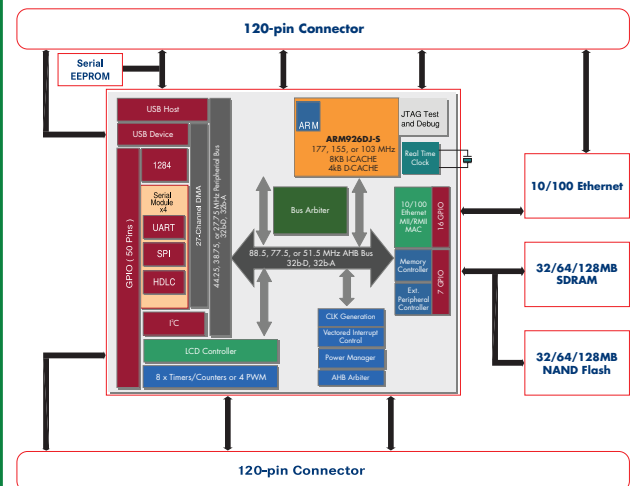 120-pin Connector
Serial
EEPROM
USB Host
USB Device
1284
Serial
Module
x4
UART
SPI
HDLC
I²C
GPIO ( 50 Pins )
27-Channel DMA
44.25,38.75, or 27.75 MHz Peripheral Bus
32b-D, 32b-A
LCD Controller
8 x Timers/Counters or 4 PWM
ARM
ARM926DJ-S
177, 155, or 103 MHz
8KB I-CACHE
4kB D-CACHE
JTAG Test
and Debug
Real Time
Clock
Bus Arbiter
88.5, 77.5, or 51.5 MHz AHB Bus
32b-D, 32b-A
10/100
Ethernet
MII/RMII
MAC
16 GPIO
Memory
Controller
Ext.
Peripheral
Controller
7 GPIO
CLK Generation
Vectored Interrupt
Control
Power Manager
AHB Arbiter
10/100 Ethernet
32/64/128MB
SDRAM
32/64/128MB
NAND Flash
120-pin Connector